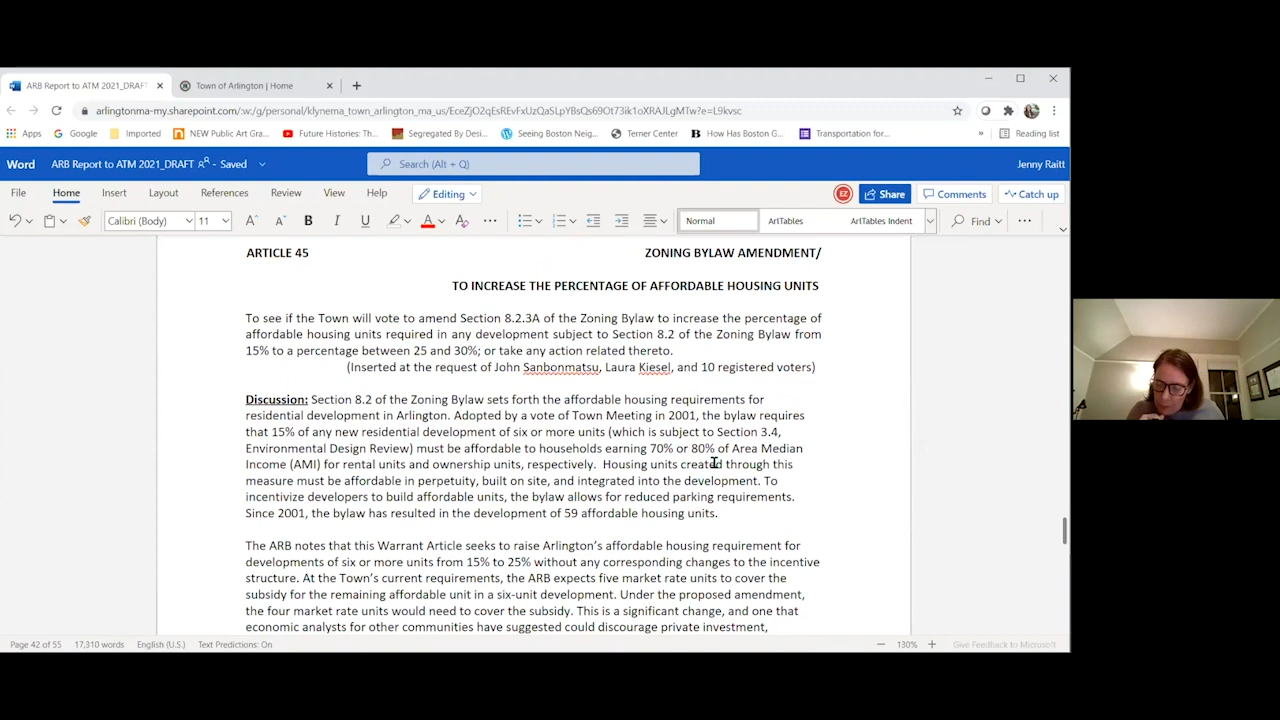 ARB Report to ATM 2021_DRAFT
Town of Arlington | Home
arlingtonma-my.sharepoint.com/:w:/g/personal/klynema_town_arlington_ma_us/EceZjO2qEsREvFxUzQaSLpYBsQs69Ot73ik1oXRAJLgMTw?e=L9kvsc
Apps Google Imported NEW Public Art Gra... Future Histories: Th... Segregated By Desi... Seeing Boston Neig... Terner Center How Has Boston G... Transportation for... » Reading list
Word ARB Report to ATM 2021_DRAFT - Saved Search (Alt + Q) Jenny Raitt
File Home Insert Layout References Review View Help Editing EZ Share Comments Catch up
Calibri (Body) 11 B I U A Normal ArtTables ArtTables Indent Find
ARTICLE 45 ZONING BYLAW AMENDMENT/
TO INCREASE THE PERCENTAGE OF AFFORDABLE HOUSING UNITS
To see if the Town will vote to amend Section 8.2.3A of the Zoning Bylaw to increase the percentage of
affordable housing units required in any development subject to Section 8.2 of the Zoning Bylaw from
15% to a percentage between 25 and 30%; or take any action related thereto.
(Inserted at the request of John Sanbonmatsu, Laura Kiesel, and 10 registered voters)
Discussion: Section 8.2 of the Zoning Bylaw sets forth the affordable housing requirements for
residential development in Arlington. Adopted by a vote of Town Meeting in 2001, the bylaw requires
that 15% of any new residential development of six or more units (which is subject to Section 3.4,
Environmental Design Review) must be affordable to households earning 70% or 80% of Area Median
Income (AMI) for rental units and ownership units, respectively. Housing units created through this
measure must be affordable in perpetuity, built on site, and integrated into the development. To
incentivize developers to build affordable units, the bylaw allows for reduced parking requirements.
Since 2001, the bylaw has resulted in the development of 59 affordable housing units.
The ARB notes that this Warrant Article seeks to raise Arlington's affordable housing requirement for
developments of six or more units from 15% to 25% without any corresponding changes to the incentive
structure. At the Town's current requirements, the ARB expects five market rate units to cover the
subsidy for the remaining affordable unit in a six-unit development. Under the proposed amendment,
the four market rate units would need to cover the subsidy. This is a significant change, and one that
economic analysts for other communities have suggested could discourage private investment,
Page 42 of 55 17,310 words English (U.S.) Text Predictions: On 130% Give Feedback to Microsoft